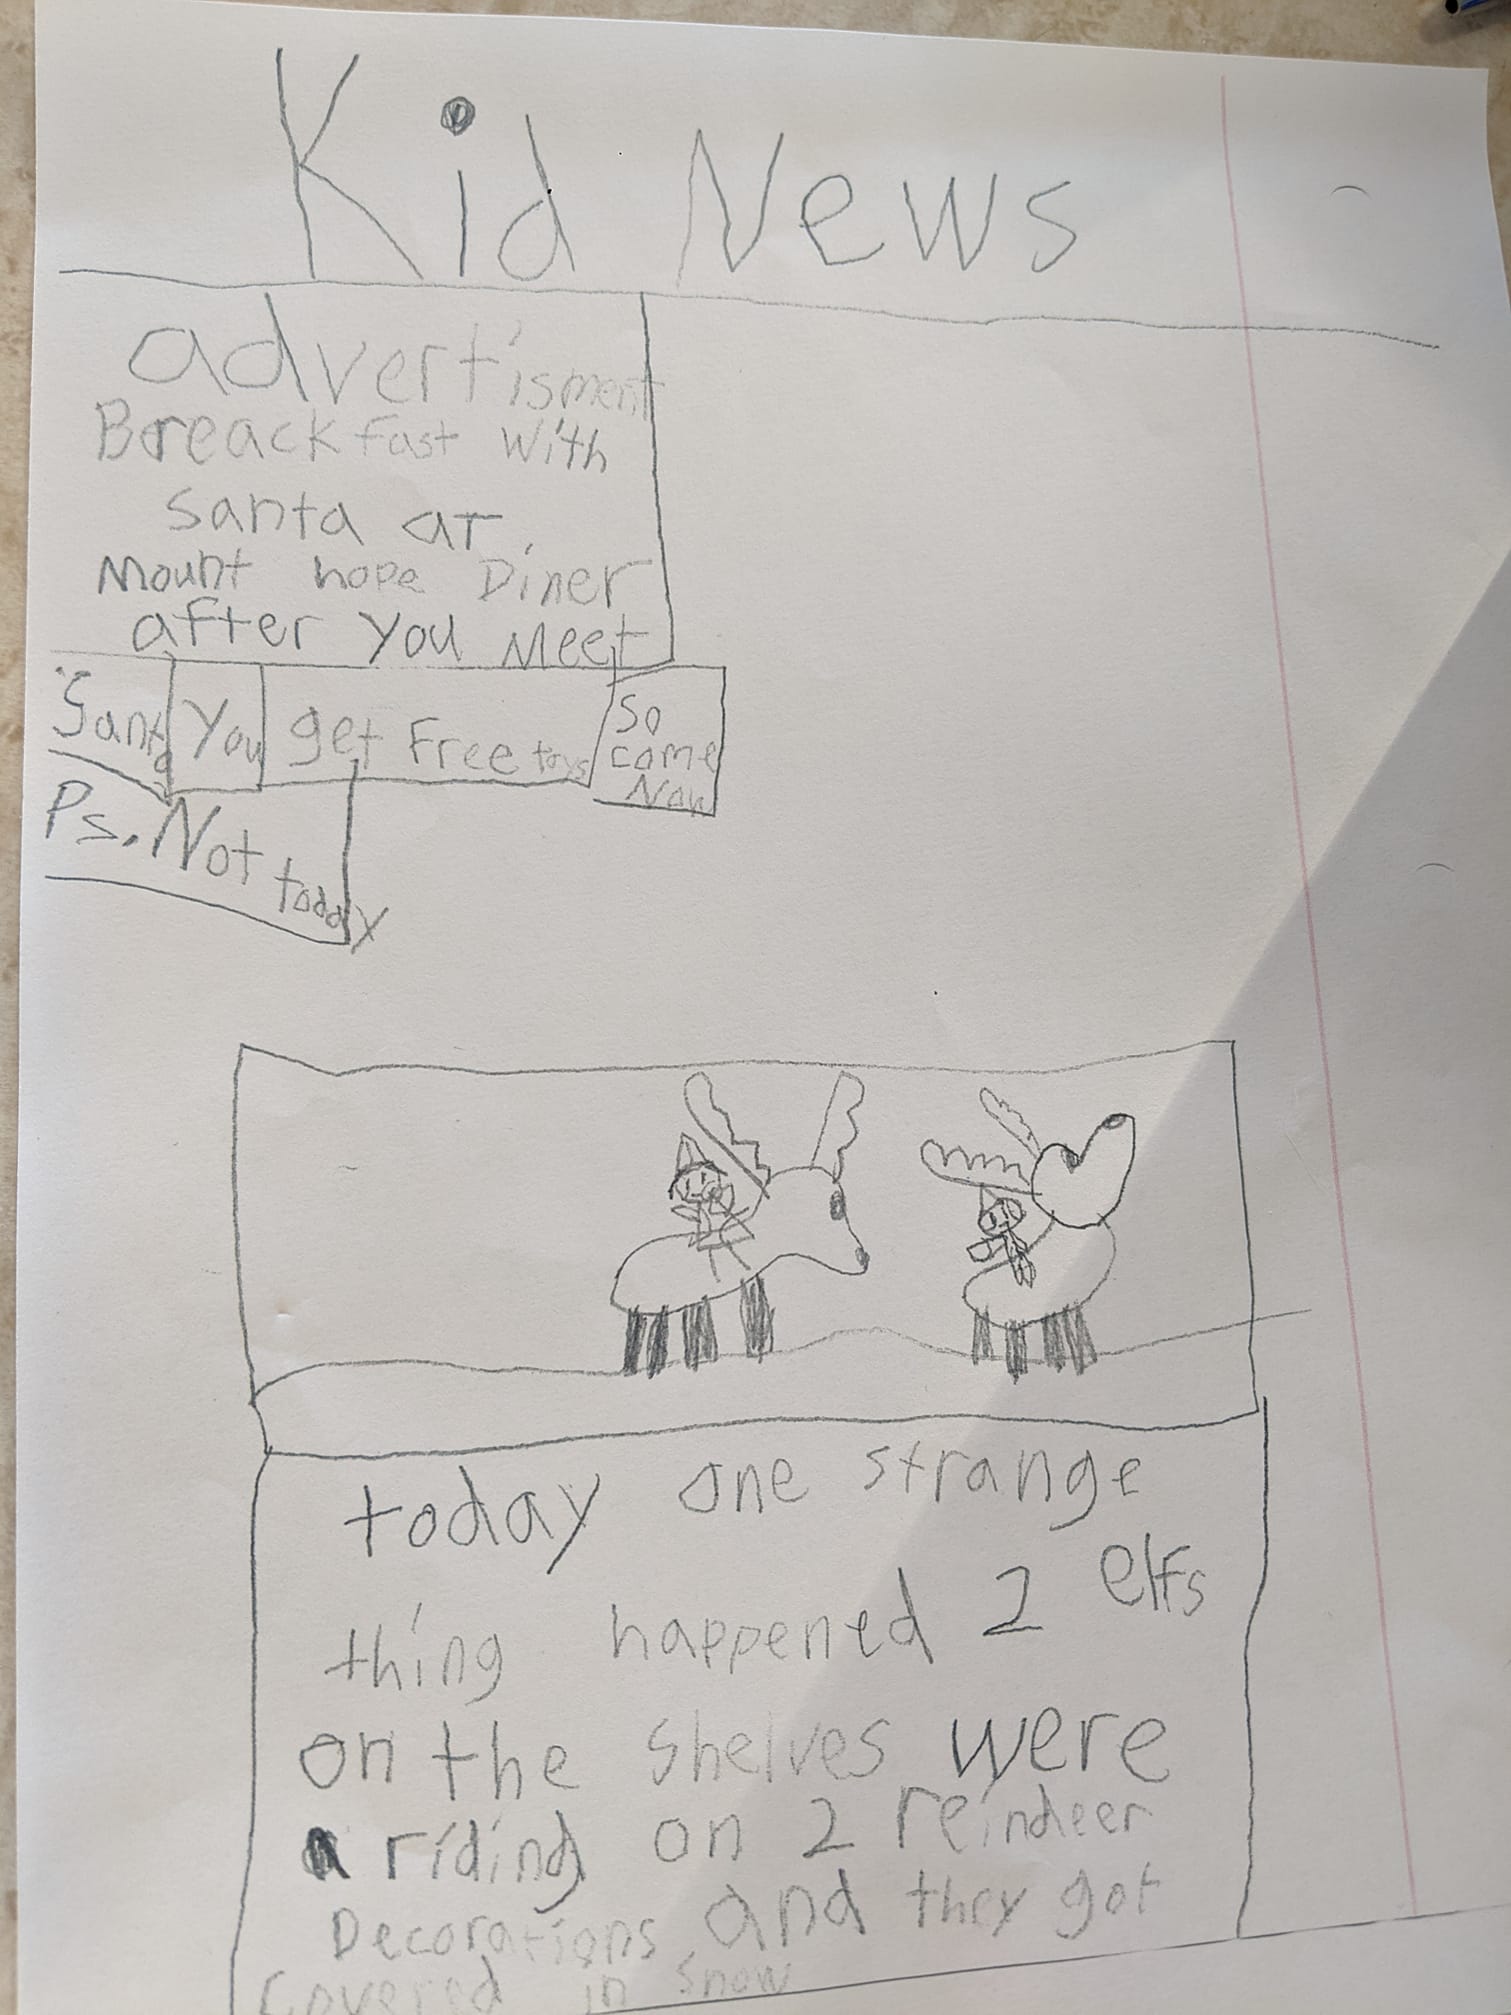 Kid News
advertisment
Breackfast with
santa at
Mount hope Diner
after you Meet
Santa you get Free toys
So
come
Now
Ps. Not today
today one strange
thing happened 2 elfs
on the shelves were
riding on 2 reindeer
Decorations and they got
Covered in snow